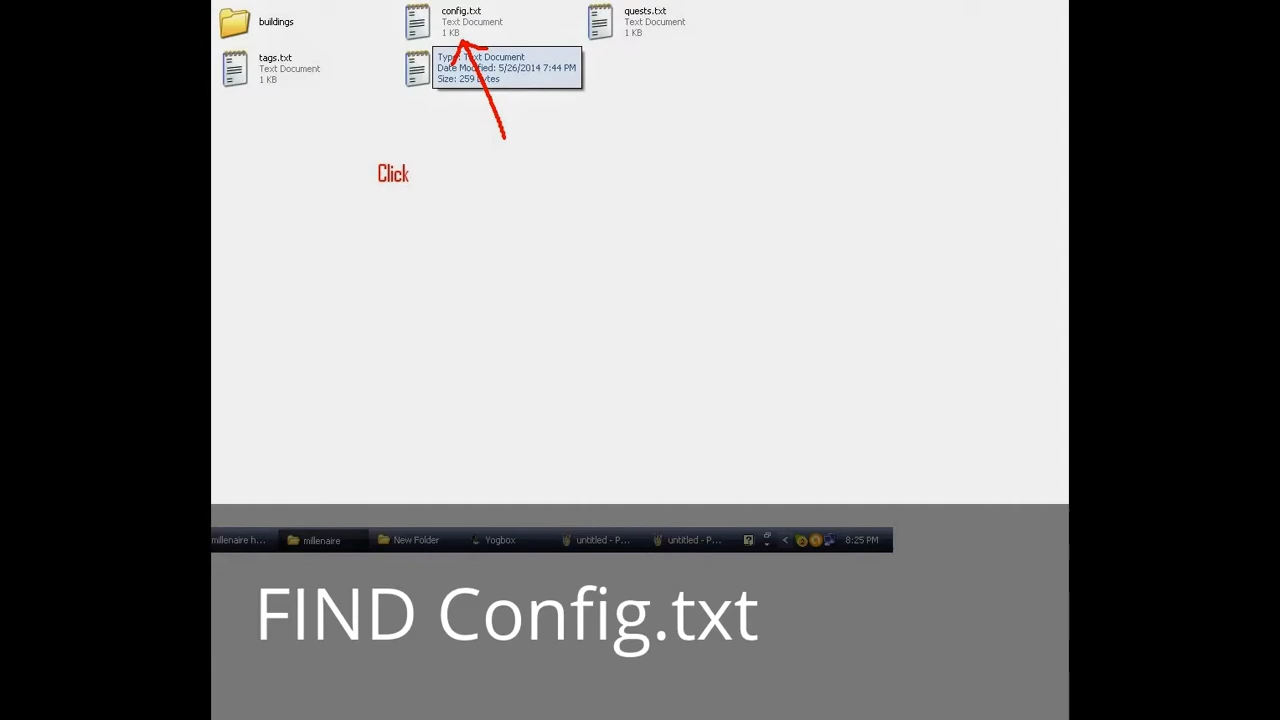 buildings
config.txt
Text Document
1 KB
quests.txt
Text Document
1 KB
tags.txt
Text Document
1 KB
Type: Text Document
Date Modified: 5/26/2014 7:44 PM
Size: 259 bytes
Click
millenaire h...
millenaire
New Folder
Yogbox
untitled - P...
untitled - P...
8:25 PM
FIND Config.txt